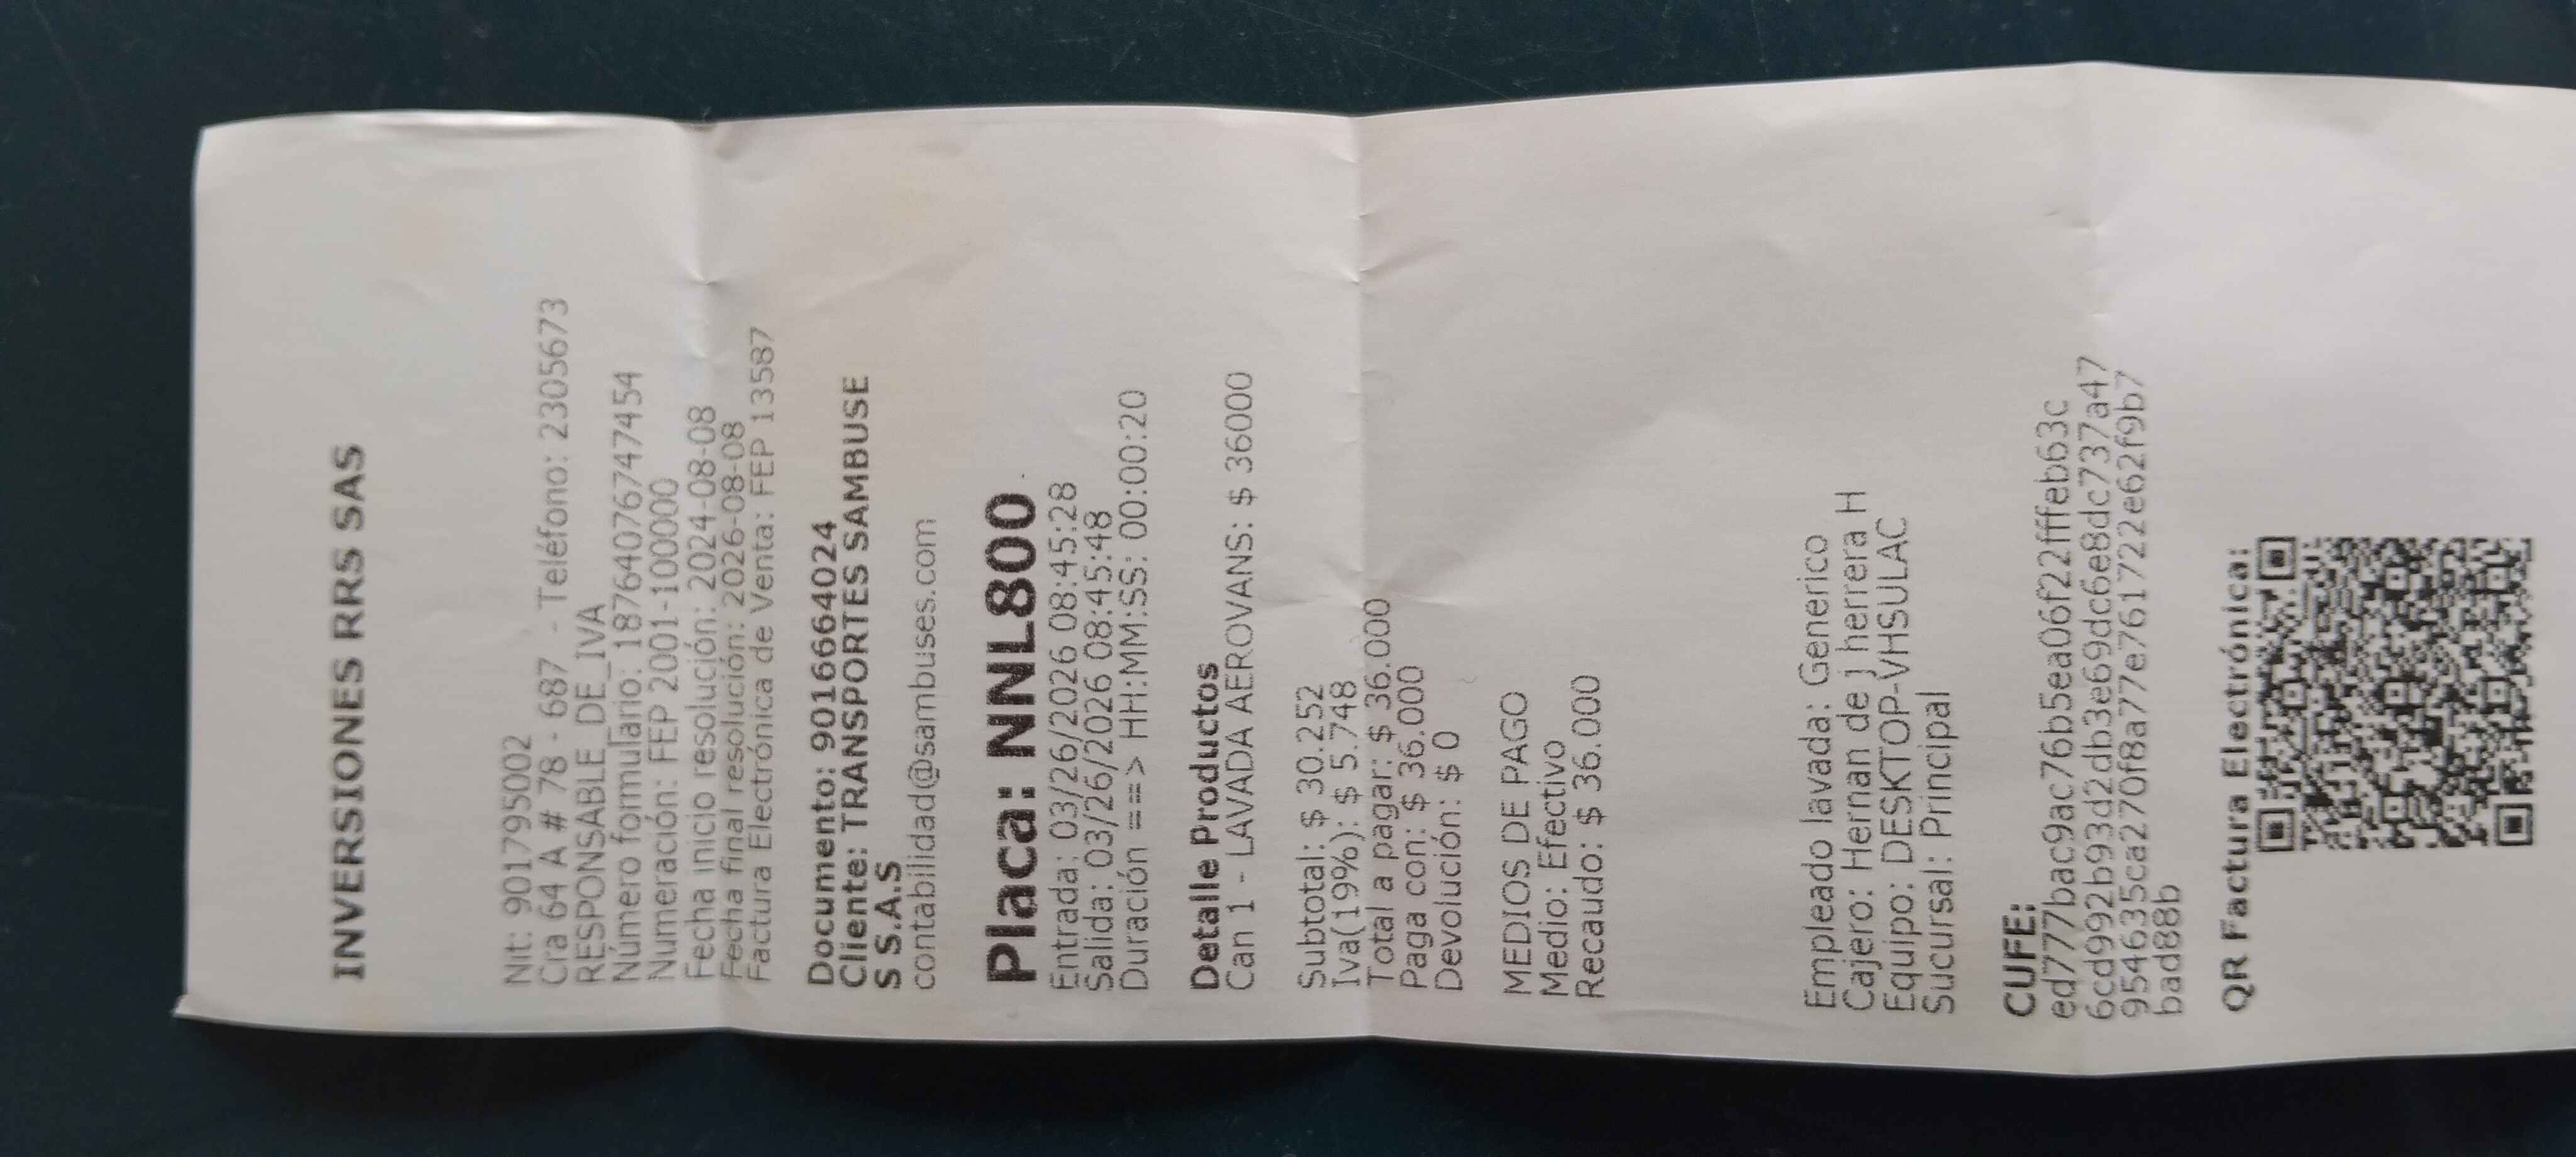 INVERSIONES RRS SAS
Nit: 901795002
Cra 64 A # 78 - 687  - Teléfono: 2305673
RESPONSABLE_DE_IVA
Número formulario: 18764076747454
Numeración: FEP 2001-100000
Fecha inicio resolución: 2024-08-08
Fecha final resolución: 2026-08-08
Factura Electrónica de Venta: FEP 13587
Documento: 9016664024
Cliente: TRANSPORTES SAMBUSE
S S.A.S
contabilidad@sambuses.com
Placa: NNL800
Entrada: 03/26/2026 08:45:28
Salida: 03/26/2026 08:45:48
Duración ==> HH:MM:SS: 00:00:20
Detalle Productos
Can 1 - LAVADA AEROVANS: $ 36000
Subtotal: $ 30.252
Iva(19%): $ 5.748
Total a pagar: $ 36.000
Paga con: $ 36.000
Devolución: $ 0
MEDIOS DE PAGO
Medio: Efectivo
Recaudo: $ 36.000
Empleado lavada: Generico
Cajero: Hernan de j herrera H
Equipo: DESKTOP-VHSULAC
Sucursal: Principal
CUFE:
ed777bac9ac76b5ea06f22fffeb63c
6cd992b93d2db3e69dc6e8dc737a47
954635ca270f8a77e761722e62f9b7
bad88b
QR Factura Electrónica: